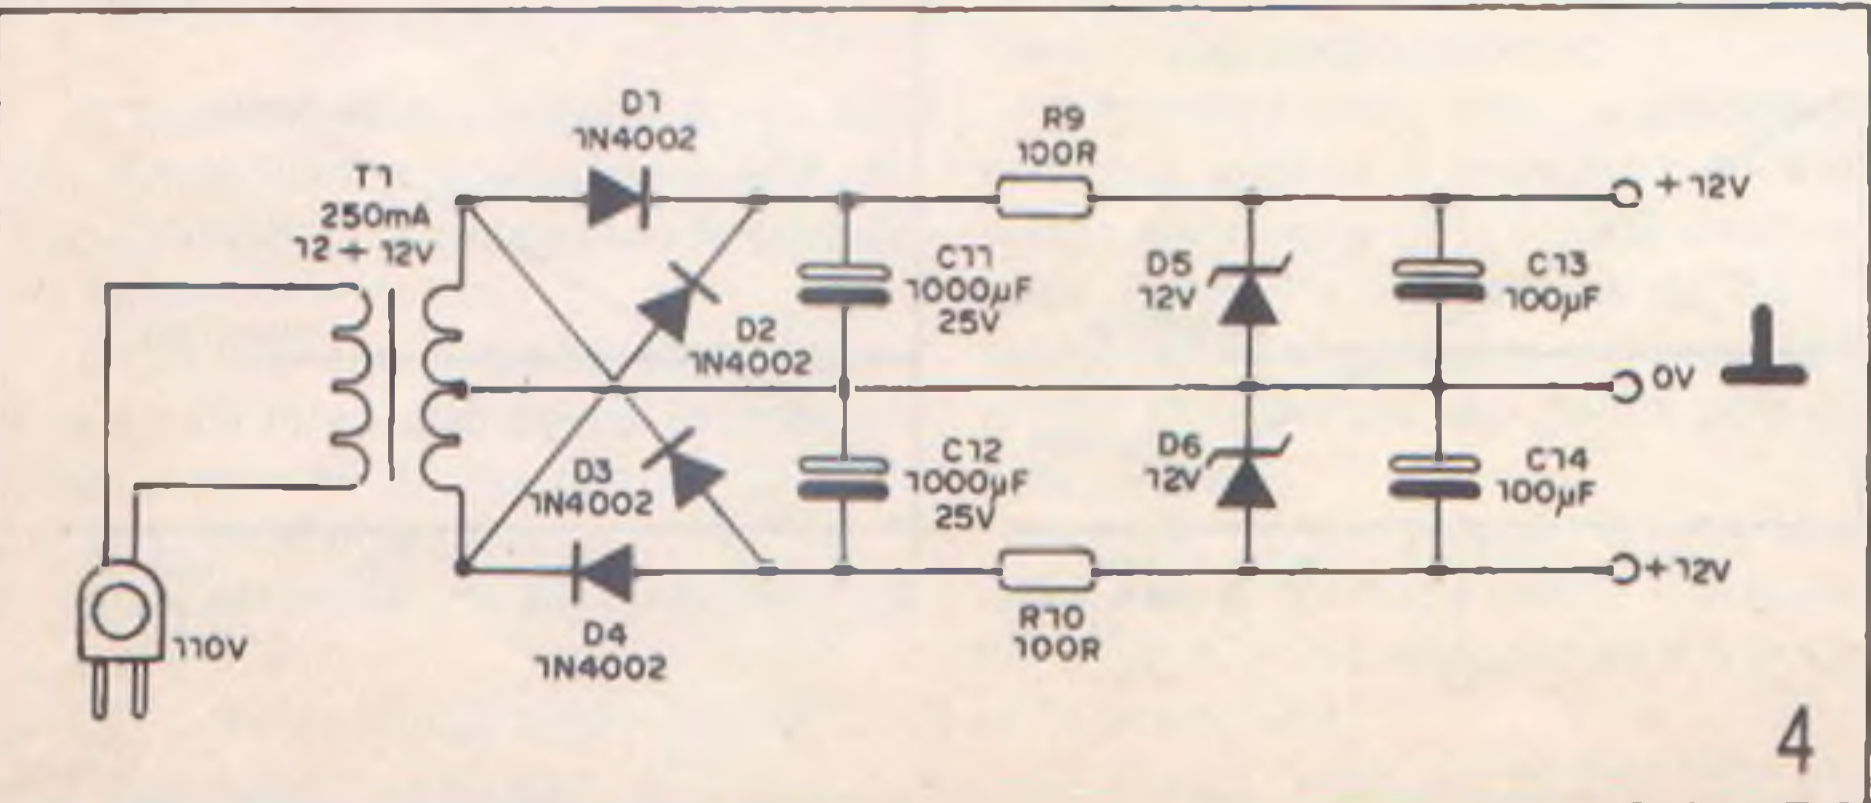 D1
1N4002
T1
250mA
12 + 12V
R9
100R
+ 12V
D2
1N4002
C11
1000µF
25V
D5
12V
C13
100µF
0V
D3
1N4002
C12
1000µF
25V
D6
12V
C14
100µF
D4
1N4002
R10
100R
+ 12V
110V
4